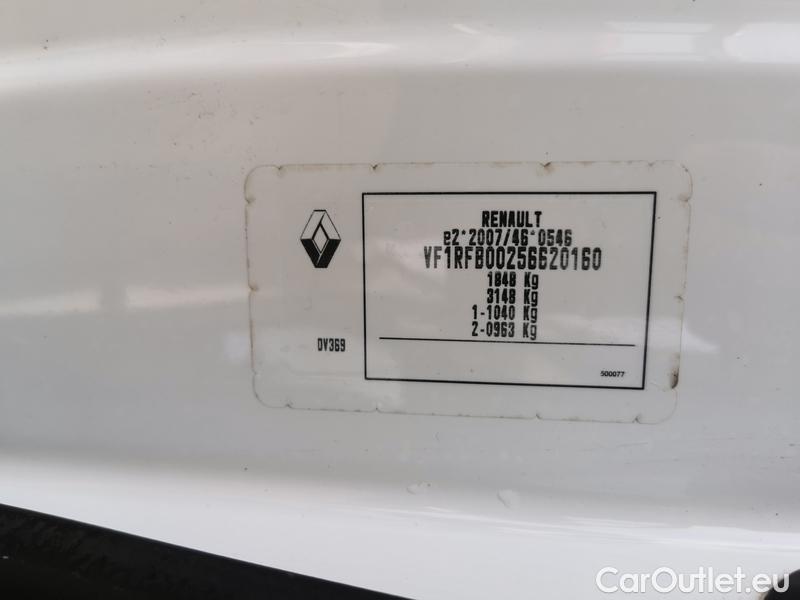 RENAULT
e2*2007/46*0546
VF1RFB00256620160
1848 Kg
3148 Kg
1-1040 Kg
2-0963 Kg
DV369
500077
CarOutlet.eu